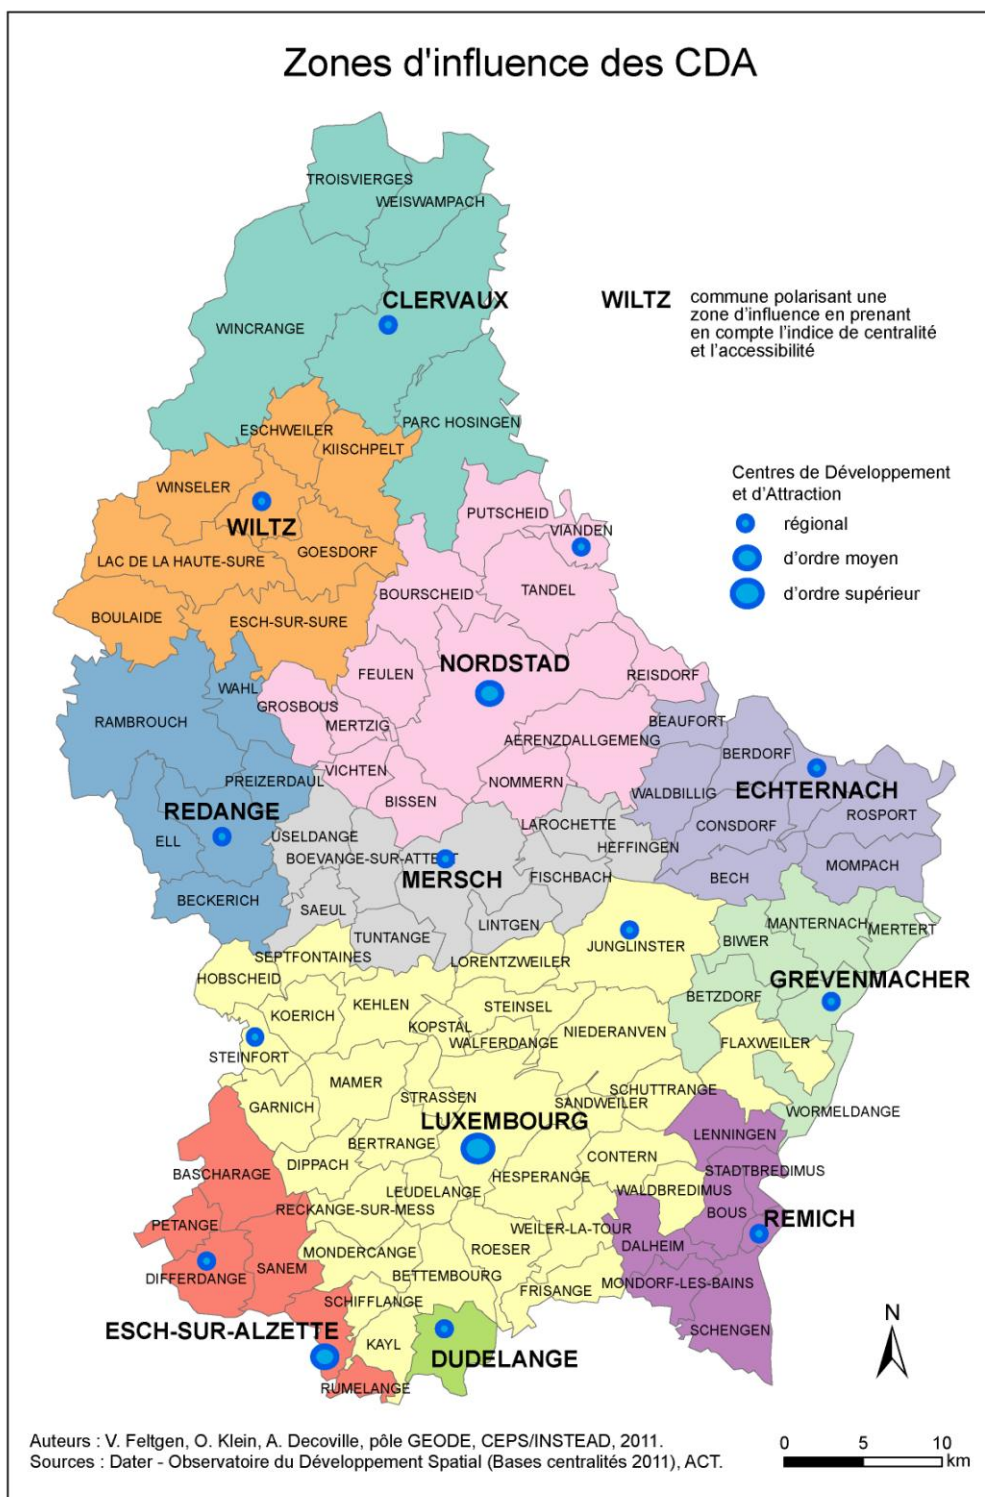 Zones d'influence des CDA
TROISVIERGES
WEISWAMPACH
CLERVAUX
WINCRANGE
WILTZ
commune polarisant une
zone d'influence en prenant
en compte l'indice de centralité
et l'accessibilité
PARC HOSINGEN
ESCHWEILER
KIISCHPELT
WINSELER
WILTZ
GOESDORF
LAC DE LA HAUTE-SURE
BOULAIDE
ESCH-SUR-SURE
Centres de Développement
et d'Attraction
régional
d'ordre moyen
d'ordre supérieur
PUTSCHEID
VIANDEN
TANDEL
BOURSCHEID
NORDSTAD
FEULEN
REISDORF
WAHL
GROSBOUS
RAMBROUCH
MERTZIG
BEAUFORT
AERENZDALLGEMENG
BERDORF
VICHTEN
PREIZERDAUL
NOMMERN
WALDBILLIG
ECHTERNACH
BISSEN
REDANGE
ROSPORT
LAROCHETTE
CONSDORF
USELDANGE
ELL
HEFFINGEN
BOEVANGE-SUR-ATTERT
MERSCH
FISCHBACH
BECH
MOMPACH
BECKERICH
SAEUL
LINTGEN
TUNTANGE
MANTERNACH
MERTERT
JUNGLINSTER
BIWER
SEPTFONTAINES
LORENTZWEILER
HOBSCHEID
GREVENMACHER
BETZDORF
KEHLEN
STEINSEL
KOERICH
KOPSTAL
NIEDERANVEN
WALFERDANGE
FLAXWEILER
STEINFORT
MAMER
SCHUTTRANGE
STRASSEN
SANDWEILER
GARNICH
WORMELDANGE
LUXEMBOURG
LENNINGEN
BERTRANGE
CONTERN
DIPPACH
BASCHARAGE
STADTBREDIMUS
HESPERANGE
LEUDELANGE
WALDBREDIMUS
RECKANGE-SUR-MESS
BOUS
REMICH
PETANGE
WEILER-LA-TOUR
DALHEIM
ROESER
MONDERCANGE
SANEM
DIFFERDANGE
BETTEMBOURG
MONDORF-LES-BAINS
FRISANGE
SCHIFFLANGE
ESCH-SUR-ALZETTE
SCHENGEN
KAYL
DUDELANGE
RUMELANGE
N
Auteurs : V. Feltgen, O. Klein, A. Decoville, pôle GEODE, CEPS/INSTEAD, 2011.
Sources : Dater - Observatoire du Développement Spatial (Bases centralités 2011), ACT.
0 5 10
km